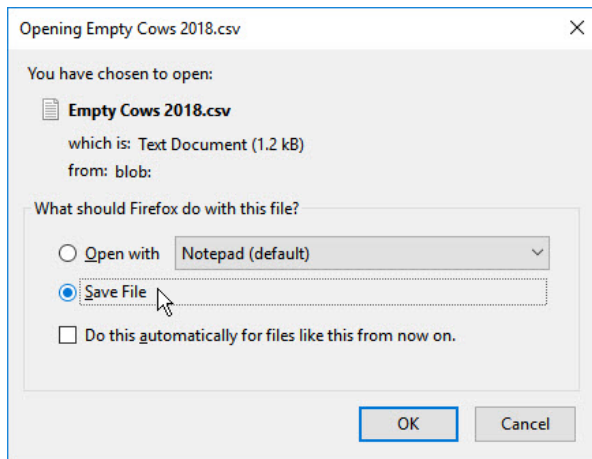 Opening Empty Cows 2018.csv
You have chosen to open:
Empty Cows 2018.csv
which is: Text Document (1.2 kB)
from: blob:
What should Firefox do with this file?
Open with Notepad (default)
Save File
Do this automatically for files like this from now on.
OK Cancel